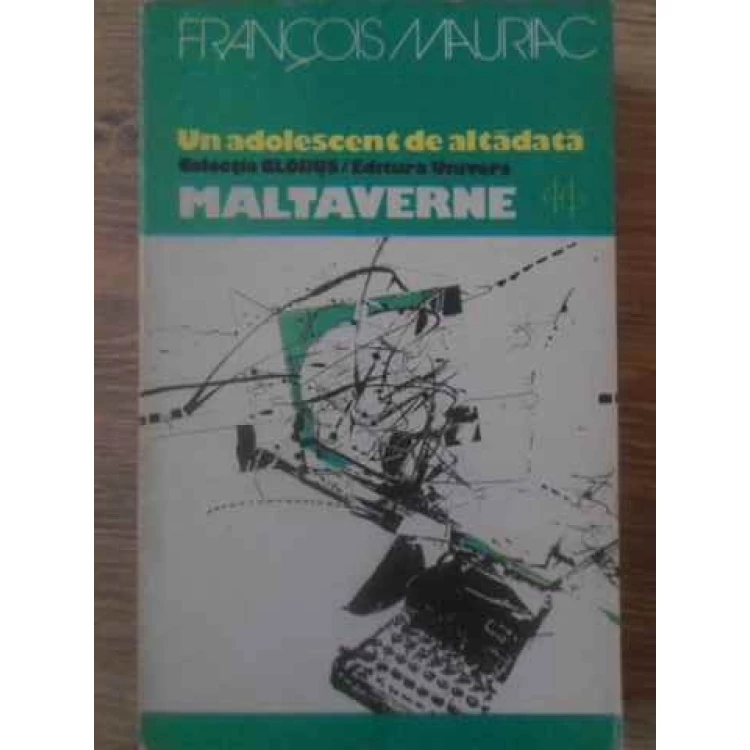 FRANÇOIS MAURIAC
Un adolescent de altădată
Colecția GLOBUS / Editura Univers
MALTAVERNE